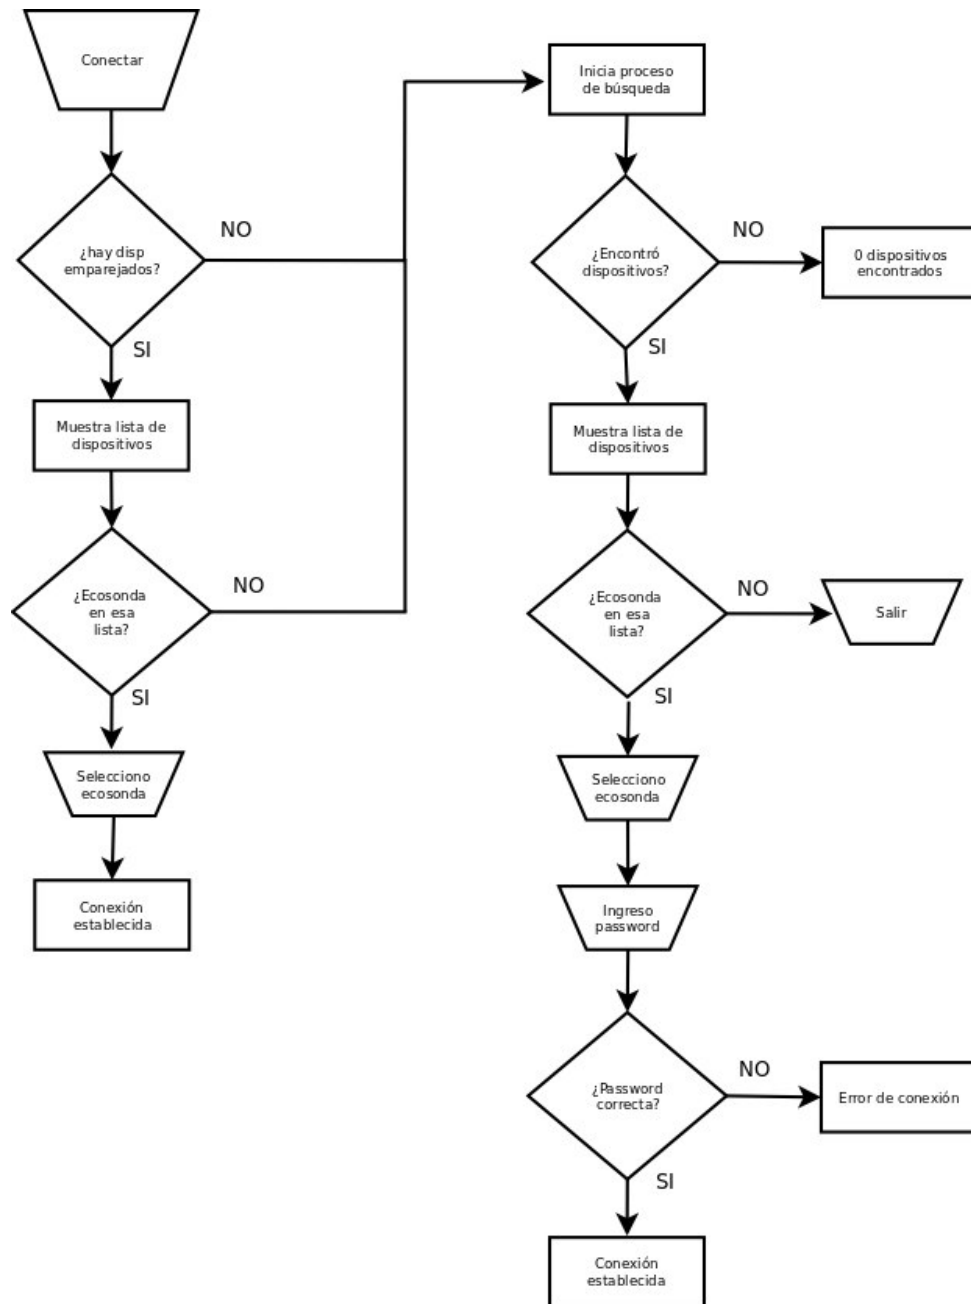 Conectar
¿hay disp
emparejados?
NO
SI
Muestra lista de
dispositivos
¿Ecosonda
en esa
lista?
NO
SI
Selecciono
ecosonda
Conexión
establecida
Inicia proceso
de búsqueda
¿Encontró
dispositivos?
NO
0 dispositivos
encontrados
SI
Muestra lista de
dispositivos
¿Ecosonda
en esa
lista?
NO
Salir
SI
Selecciono
ecosonda
Ingreso
password
¿Password
correcta?
NO
Error de conexión
SI
Conexión
establecida